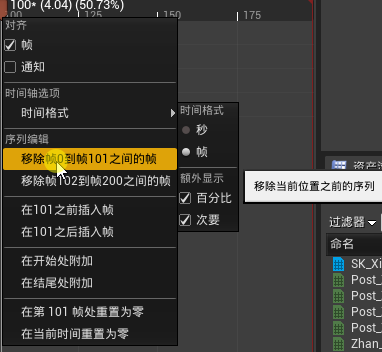 100* (4.04) (50.73%)
100
125
150
175
对齐
帧
通知
时间轴选项
时间格式
序列编辑
移除帧0到帧101之间的帧
移除帧102到帧200之间的帧
在101之前插入帧
在101之后插入帧
在开始处附加
在结尾处附加
在第 101 帧处重置为零
在当前时间重置为零
时间格式
秒
帧
额外显示
百分比
次要
移除当前位置之前的序列
过滤器
命名
SK_Xi
Post_
Post_
Post_
Post_
Zhan_